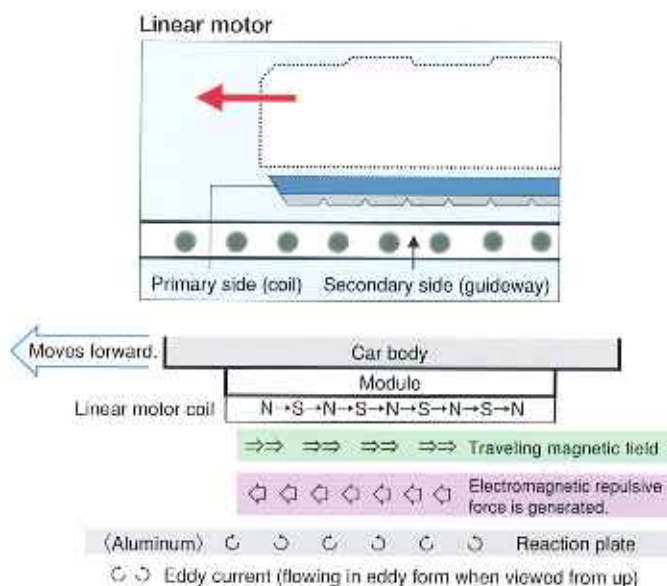 Linear motor
Primary side (coil)
Secondary side (guideway)
Moves forward.
Car body
Module
Linear motor coil
N→S→N→S→N→S→N→S→N
Traveling magnetic field
Electromagnetic repulsive
force is generated.
〈Aluminum〉
Reaction plate
Eddy current (flowing in eddy form when viewed from up)